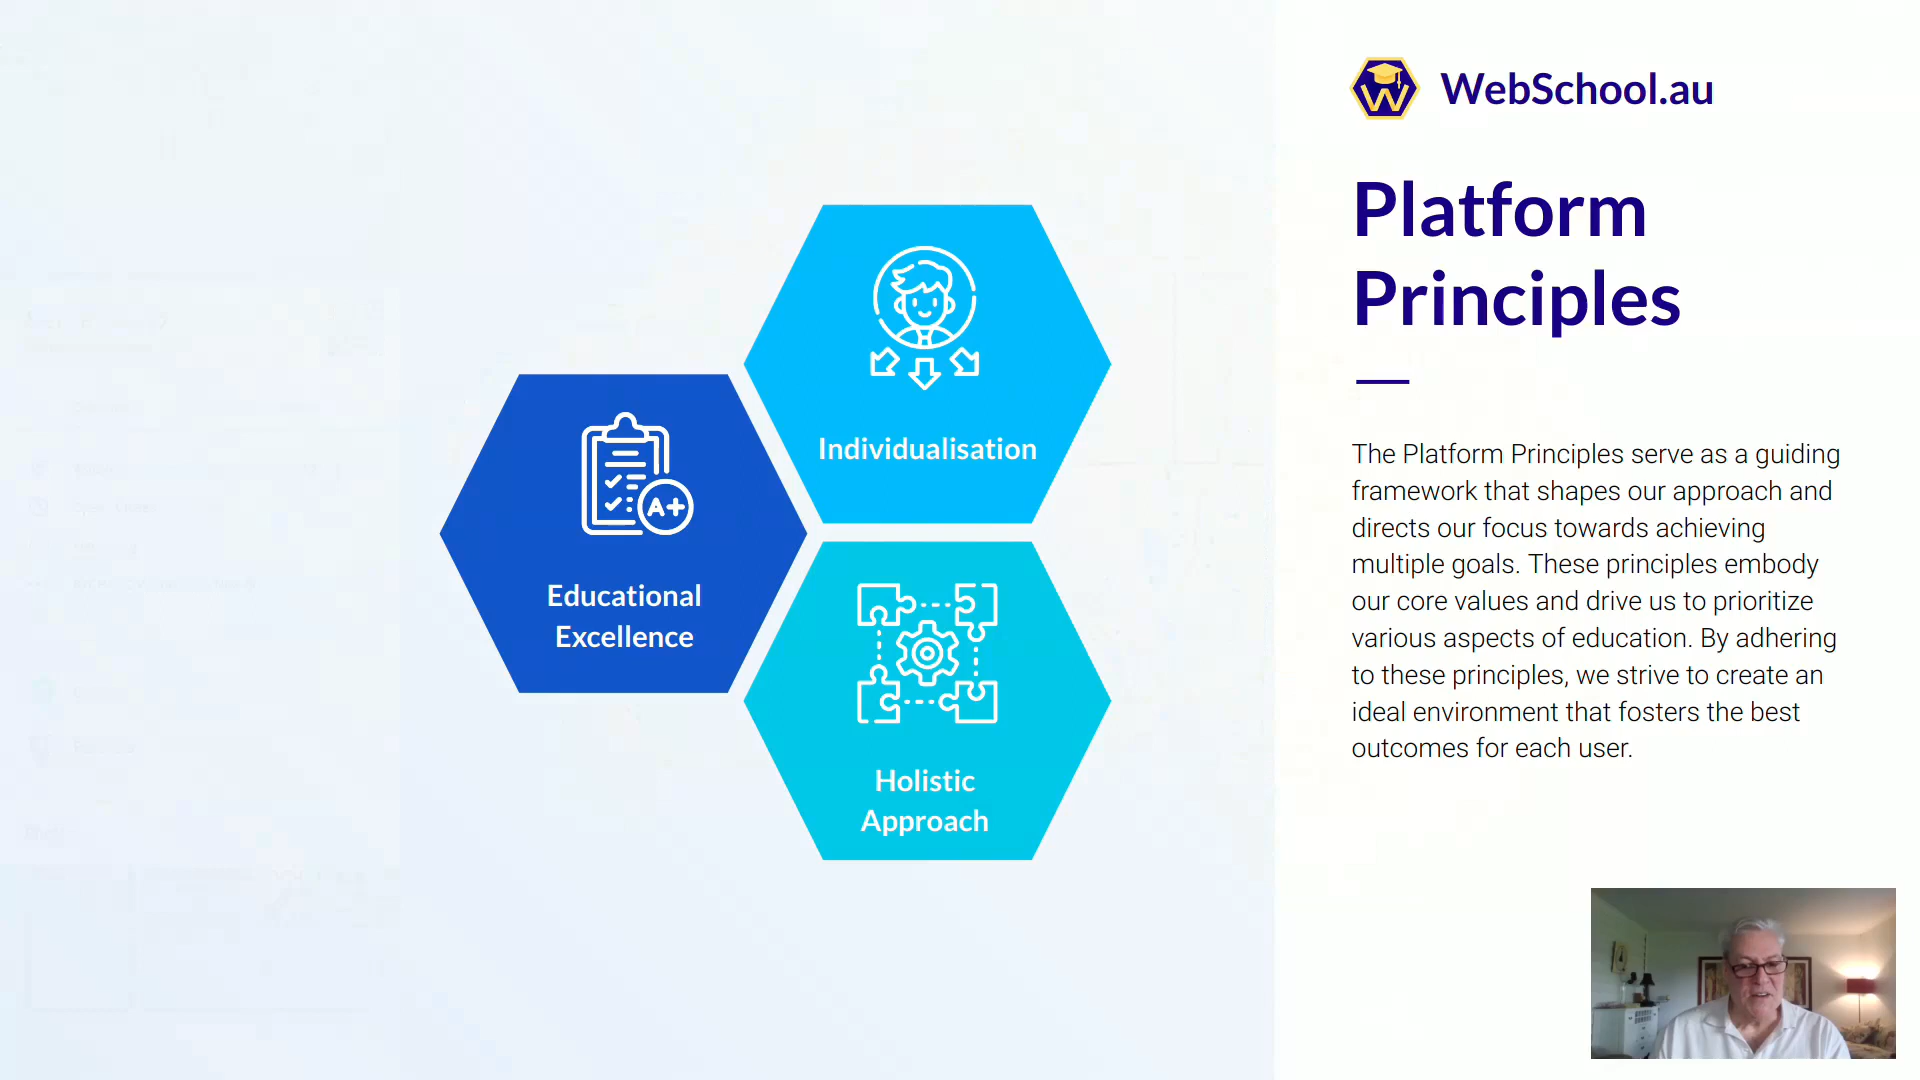 WebSchool.au
Platform
Principles
The Platform Principles serve as a guiding
framework that shapes our approach and
directs our focus towards achieving
multiple goals. These principles embody
our core values and drive us to prioritize
various aspects of education. By adhering
to these principles, we strive to create an
ideal environment that fosters the best
outcomes for each user.
Individualisation
A+
Educational
Excellence
Holistic
Approach